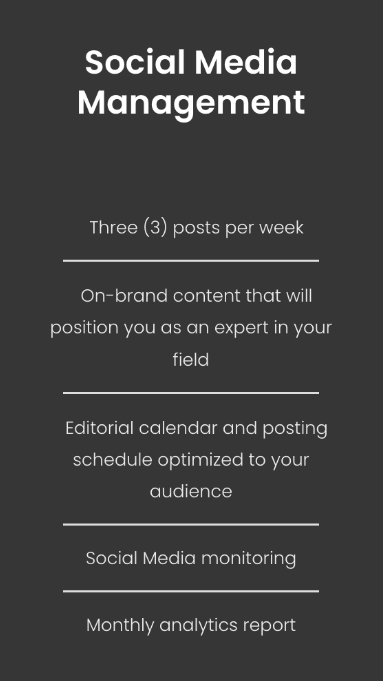 Social Media
Management
Three (3) posts per week
On-brand content that will
position you as an expert in your
field
Editorial calendar and posting
schedule optimized to your
audience
Social Media monitoring
Monthly analytics report